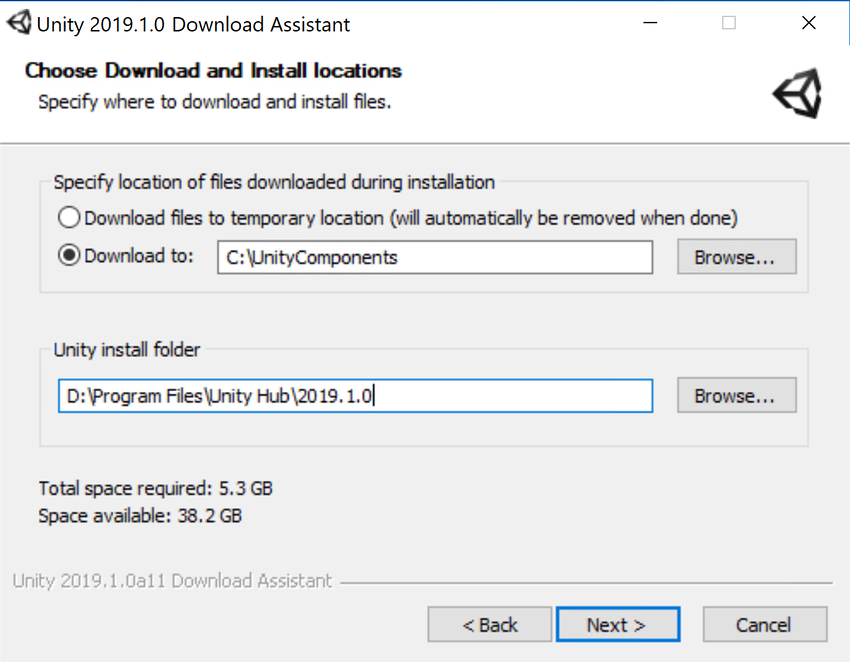 Unity 2019.1.0 Download Assistant
Choose Download and Install locations
Specify where to download and install files.
Specify location of files downloaded during installation
Download files to temporary location (will automatically be removed when done)
Download to: C:\UnityComponents Browse...
Unity install folder
D:\Program Files\Unity Hub\2019.1.0 Browse...
Total space required: 5.3 GB
Space available: 38.2 GB
Unity 2019.1.0a11 Download Assistant
< Back Next > Cancel